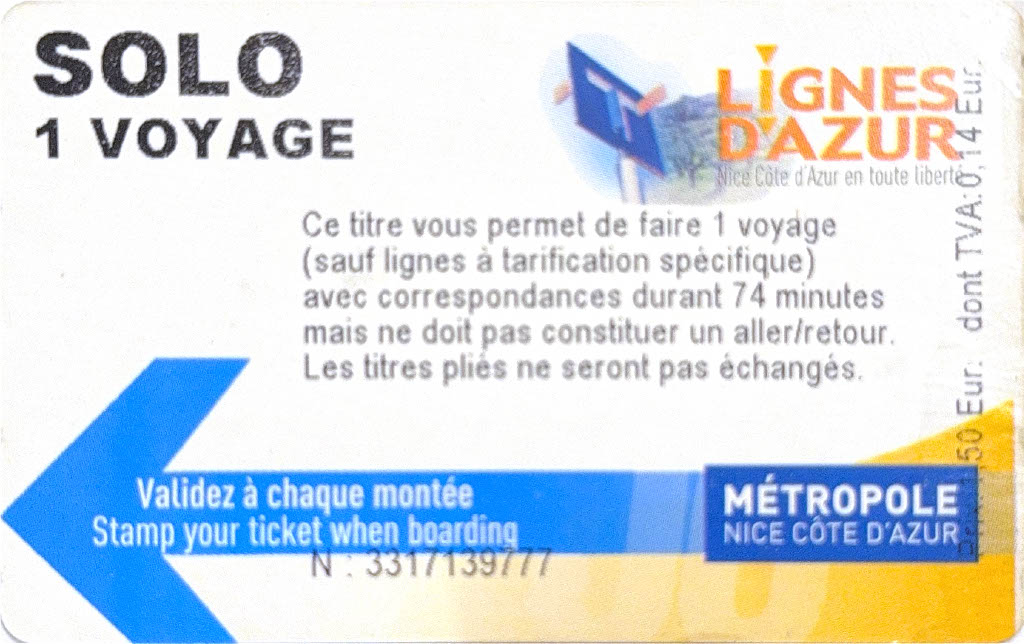 SOLO
1 VOYAGE
LIGNES
D'AZUR
Nice Côte d'Azur en toute liberté
Ce titre vous permet de faire 1 voyage
(sauf lignes à tarification spécifique)
avec correspondances durant 74 minutes
mais ne doit pas constituer un aller/retour.
Les titres pliés ne seront pas échangés.
Validez à chaque montée
Stamp your ticket when boarding
N : 3317139777
MÉTROPOLE
NICE CÔTE D'AZUR
Prix:1,50 Eur. dont TVA:0,14 Eur.